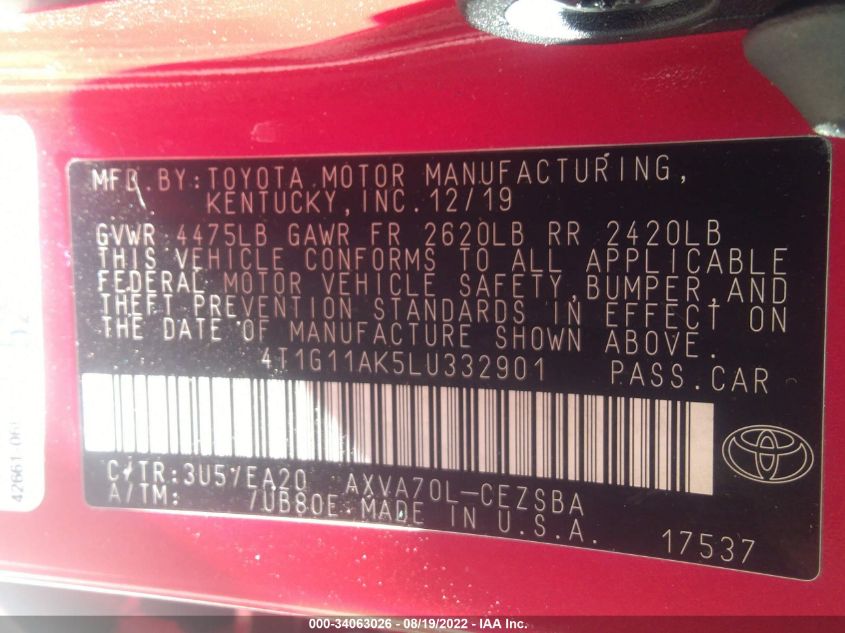 MFD.BY:TOYOTA MOTOR MANUFACTURING,
KENTUCKY,INC.12/19
GVWR 4475LB GAWR FR 2620LB RR 2420LB
THIS VEHICLE CONFORMS TO ALL APPLICABLE
FEDERAL MOTOR VEHICLE SAFETY,BUMPER,AND
THEFT PREVENTION STANDARDS IN EFFECT ON
THE DATE OF MANUFACTURE SHOWN ABOVE.
4T1G11AK5LU332901 PASS.CAR
C/TR:3U5/EA20 AXVA70L-CEZSBA
A/TM: /UB80E MADE IN U.S.A.
17537
000-34063026 - 08/19/2022 - IAA Inc.